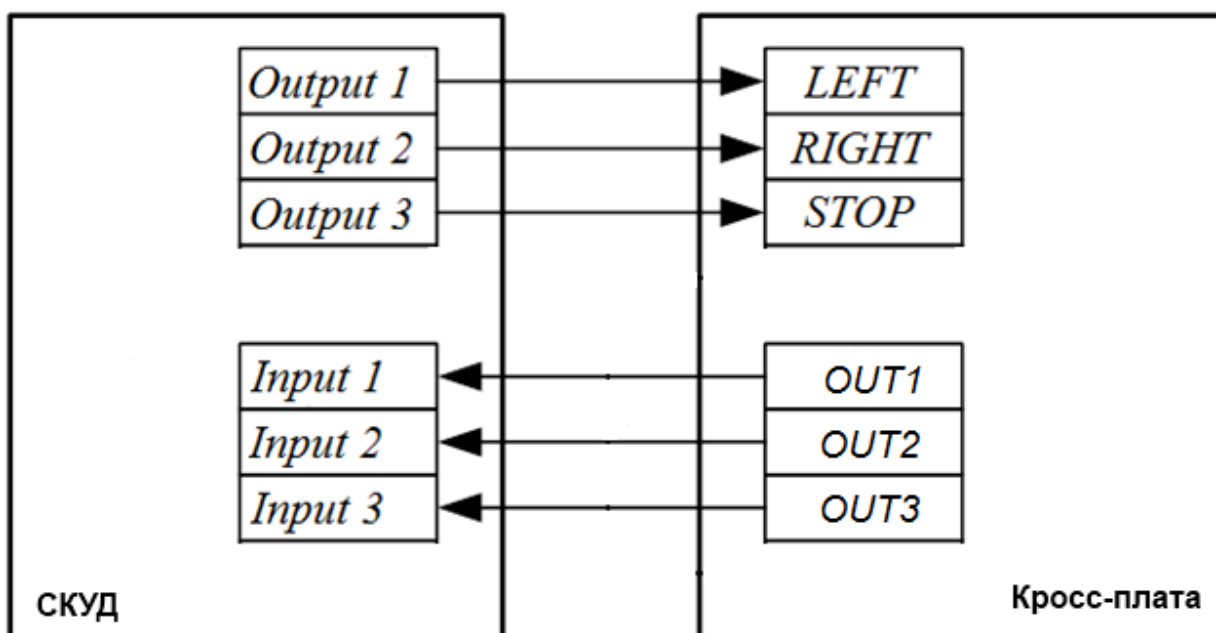 Output 1
LEFT
Output 2
RIGHT
Output 3
STOP
Input 1
OUT1
Input 2
OUT2
Input 3
OUT3
СКУД
Кросс-плата